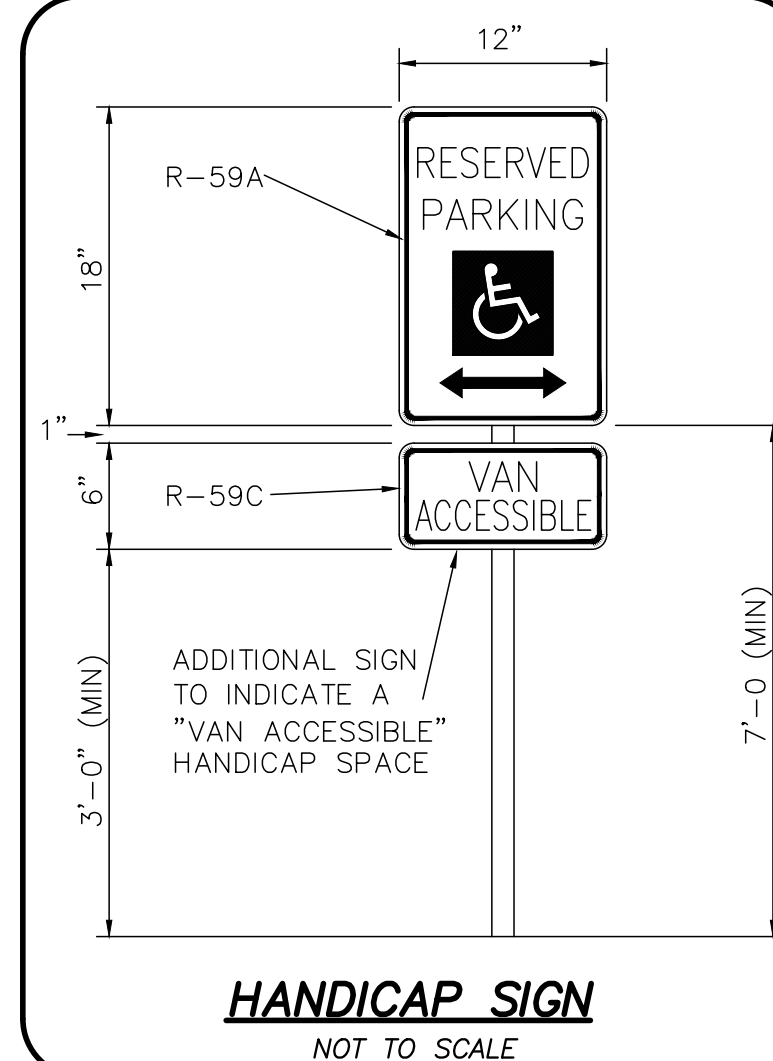 12”
R-59A
RESERVED
PARKING
18”
1”
6”
R-59C
VAN
ACCESSIBLE
ADDITIONAL SIGN
TO INDICATE A
”VAN ACCESSIBLE”
HANDICAP SPACE
3’-0” (MIN)
7’-0 (MIN)
HANDICAP SIGN
NOT TO SCALE